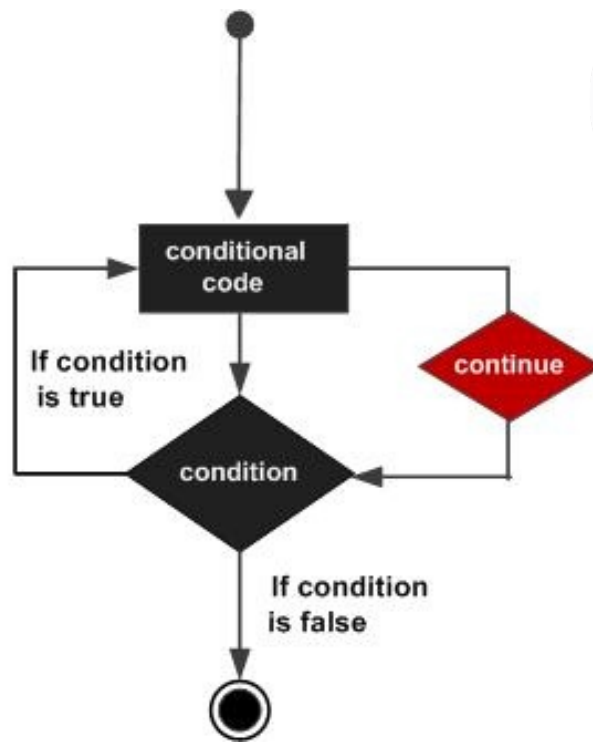 conditional
code
If condition
is true
continue
condition
If condition
is false